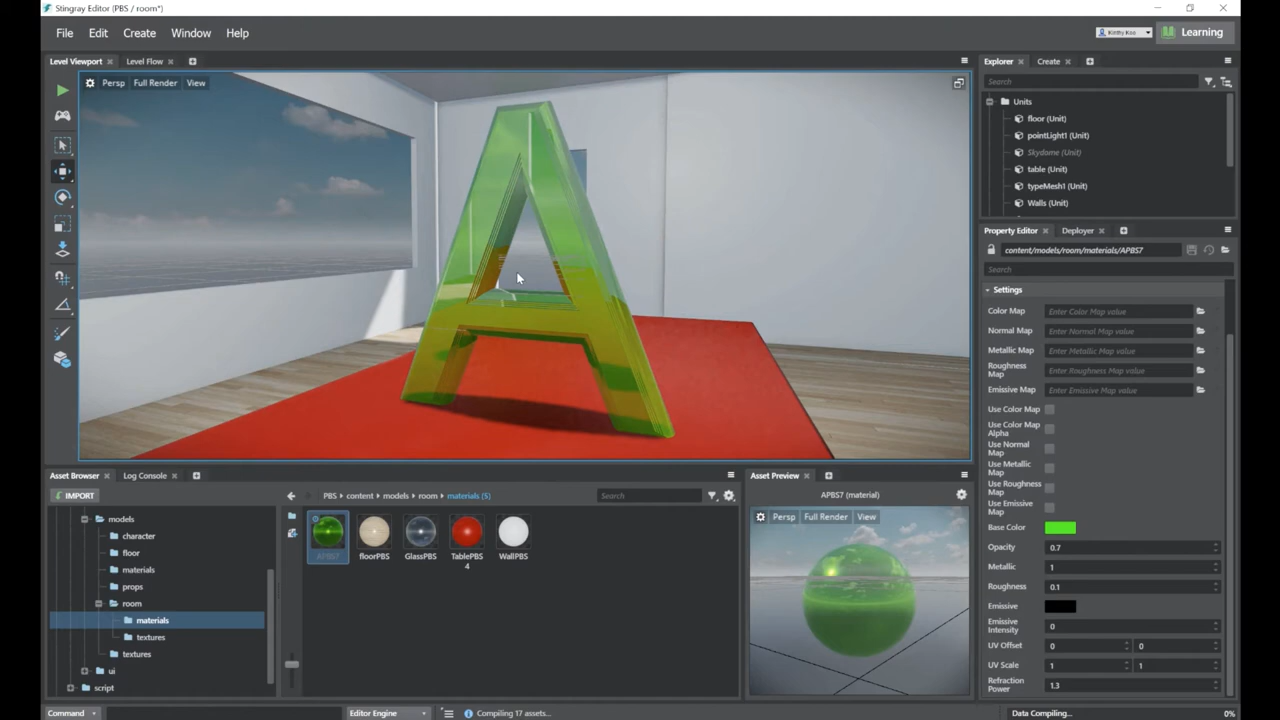 Stingray Editor (PBS / room*)
File Edit Create Window Help
Kinthy Kao
Learning
Level Viewport Level Flow
Persp Full Render View
Explorer Create
Search
Units
floor (Unit)
pointLight1 (Unit)
Skydome (Unit)
table (Unit)
typeMesh1 (Unit)
Walls (Unit)
Property Editor Deployer
content/models/room/materials/APBS7
Search
Settings
Color Map Enter Color Map value
Normal Map Enter Normal Map value
Metallic Map Enter Metallic Map value
Roughness Map Enter Roughness Map value
Emissive Map Enter Emissive Map value
Use Color Map
Use Color Map Alpha
Use Normal Map
Use Metallic Map
Use Roughness Map
Use Emissive Map
Base Color
Opacity 0.7
Metallic 1
Roughness 0.1
Emissive
Emissive Intensity 0
UV Offset 0 0
UV Scale 1 1
Refraction Power 1.3
Asset Browser Log Console
IMPORT
PBS content models room materials (5)
Search
models
character
floor
materials
props
room
materials
textures
textures
ui
script
APBS7 floorPBS GlassPBS TablePBS4 WallPBS
Asset Preview
APBS7 (material)
Persp Full Render View
Command
Editor Engine
Compiling 17 assets...
Data Compiling...
0%